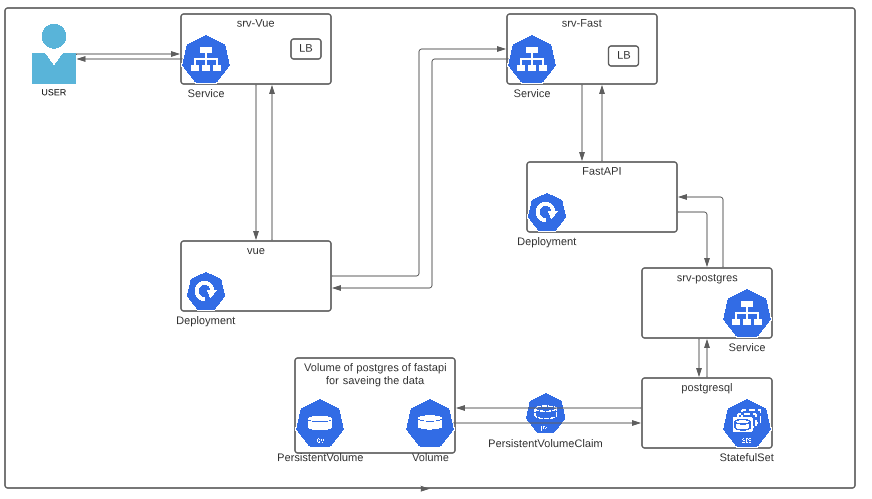 srv-Vue
LB
USER
Service
srv-Fast
LB
Service
FastAPI
Deployment
vue
Deployment
srv-postgres
Service
Volume of postgres of fastapi
for saveing the data
PersistentVolume
Volume
PersistentVolumeClaim
postgresql
StatefulSet